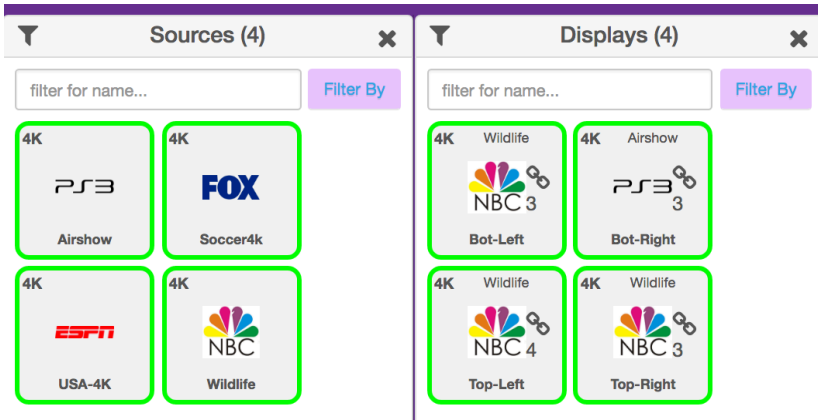 Sources (4)
filter for name...
Filter By
4K
PS3
Airshow
4K
FOX
Soccer4k
4K
ESPN
USA-4K
4K
NBC
Wildlife
Displays (4)
filter for name...
Filter By
4K Wildlife
NBC 3
Bot-Left
4K Airshow
PS3
3
Bot-Right
4K Wildlife
NBC 4
Top-Left
4K Wildlife
NBC 3
Top-Right